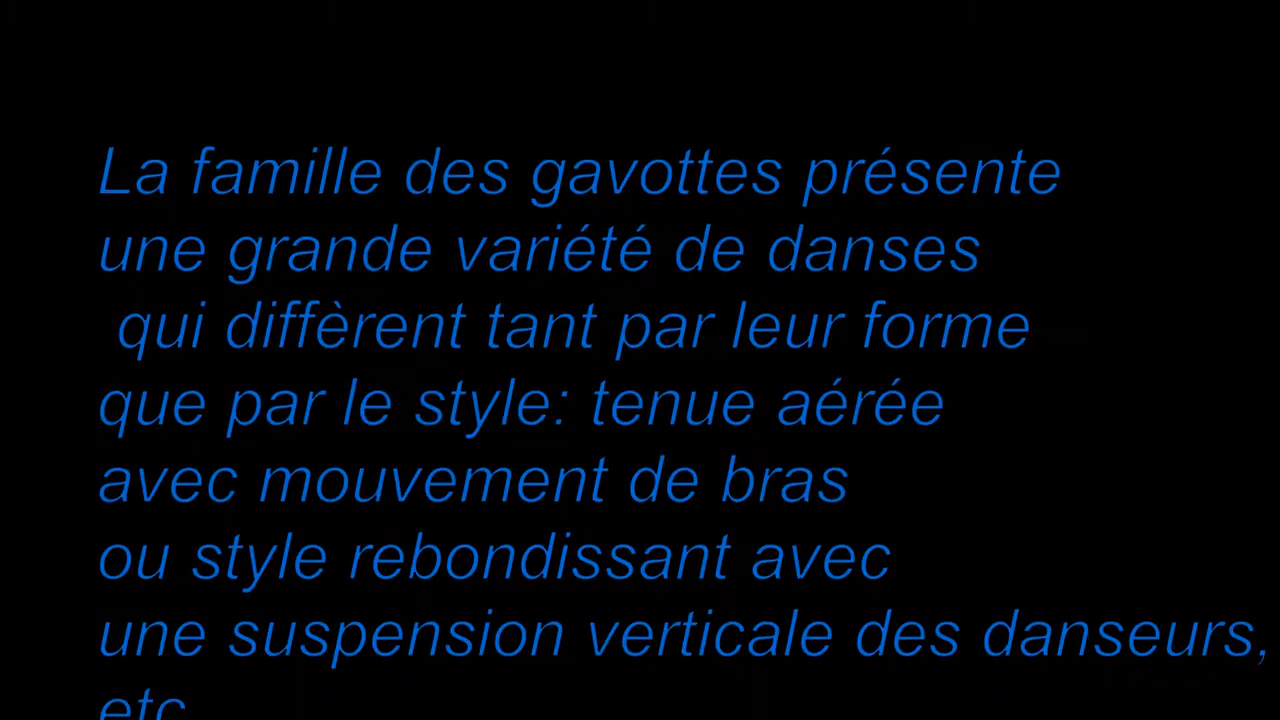 La famille des gavottes présente
une grande variété de danses
qui diffèrent tant par leur forme
que par le style: tenue aérée
avec mouvement de bras
ou style rebondissant avec
une suspension verticale des danseurs,
etc